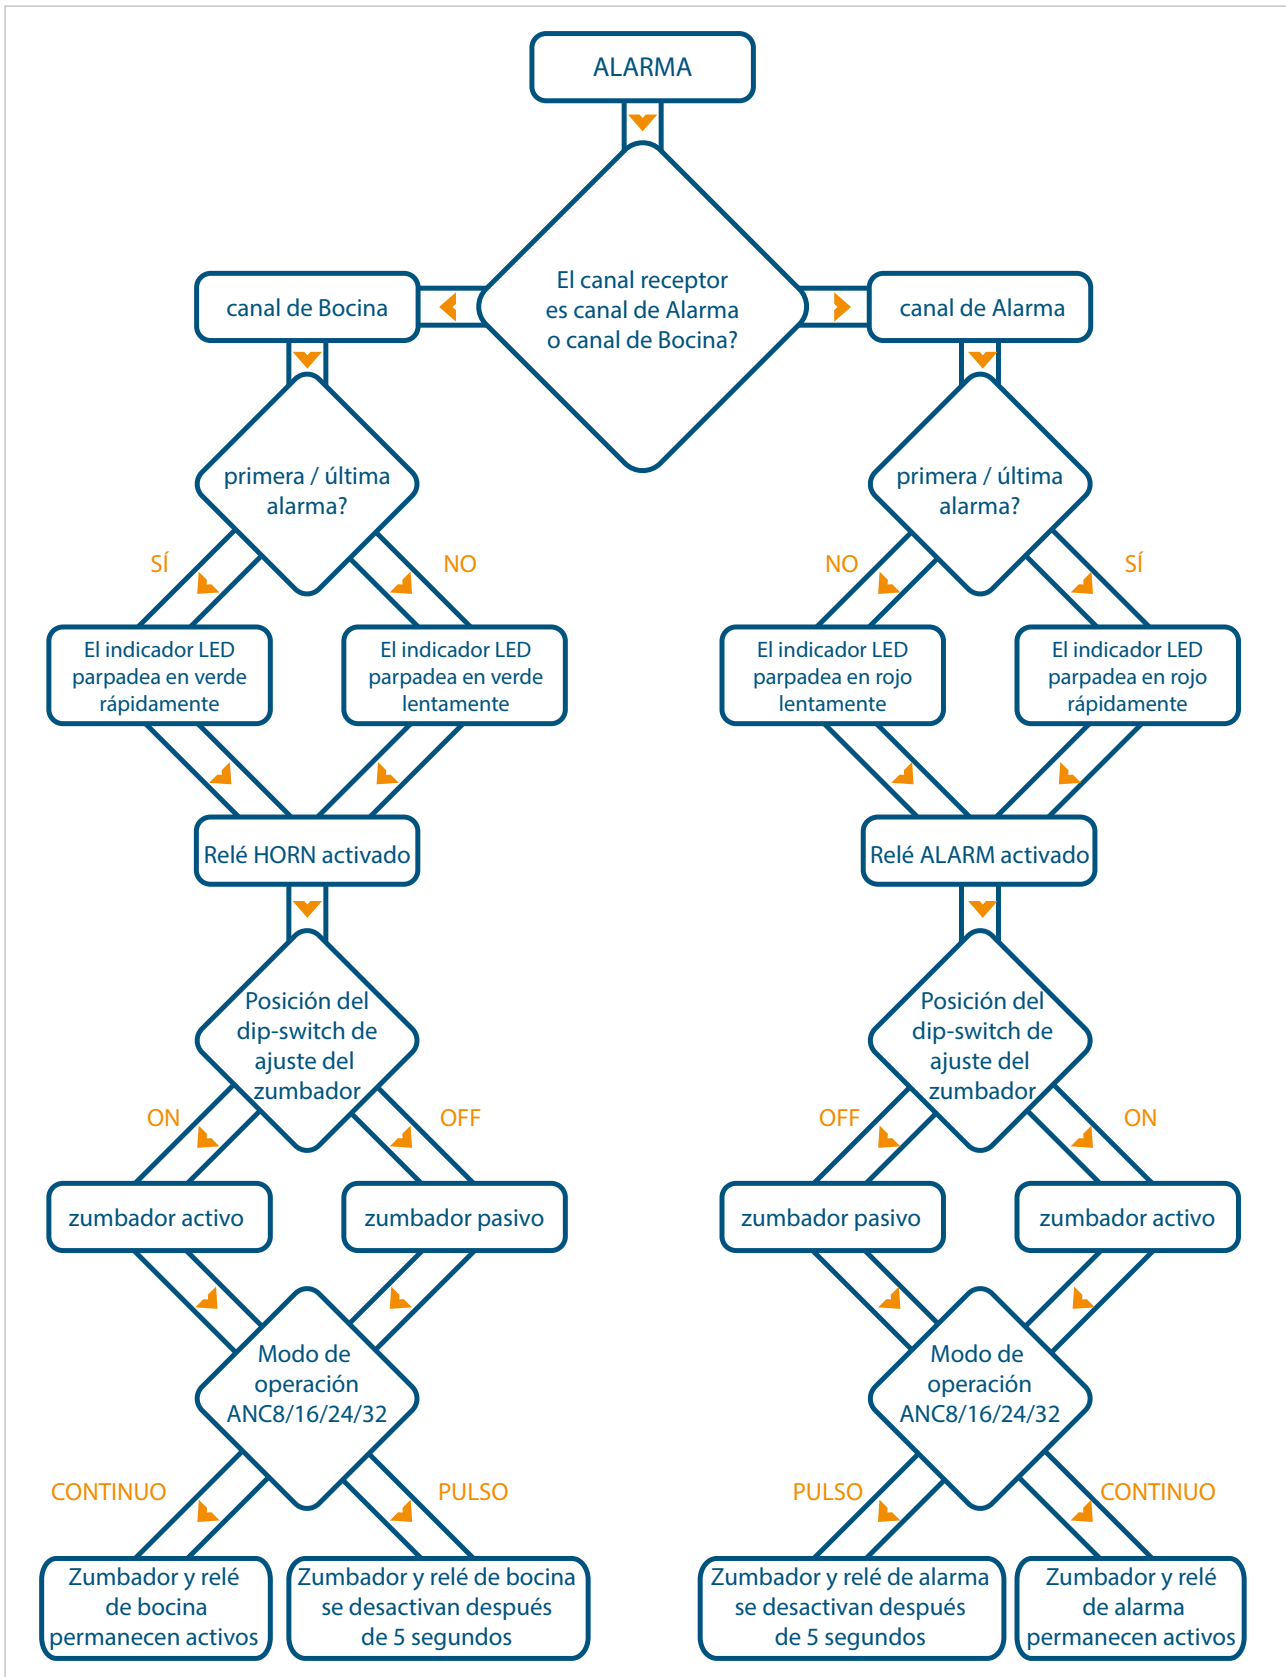 ALARMA
El canal receptor
es canal de Alarma
o canal de Bocina?
canal de Bocina
canal de Alarma
primera / última
alarma?
primera / última
alarma?
SÍ
NO
NO
SÍ
El indicador LED
parpadea en verde
rápidamente
El indicador LED
parpadea en verde
lentamente
El indicador LED
parpadea en rojo
lentamente
El indicador LED
parpadea en rojo
rápidamente
Relé HORN activado
Relé ALARM activado
Posición del
dip-switch de
ajuste del
zumbador
Posición del
dip-switch de
ajuste del
zumbador
ON
OFF
OFF
ON
zumbador activo
zumbador pasivo
zumbador pasivo
zumbador activo
Modo de
operación
ANC8/16/24/32
Modo de
operación
ANC8/16/24/32
CONTINUO
PULSO
PULSO
CONTINUO
Zumbador y relé
de bocina
permanecen activos
Zumbador y relé de bocina
se desactivan después
de 5 segundos
Zumbador y relé de alarma
se desactivan después
de 5 segundos
Zumbador y relé
de alarma
permanecen activos